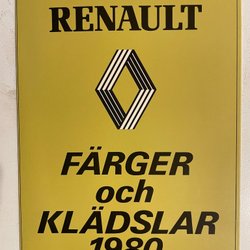 RENAULT
FÄRGER
och
KLÄDSLAR
1980